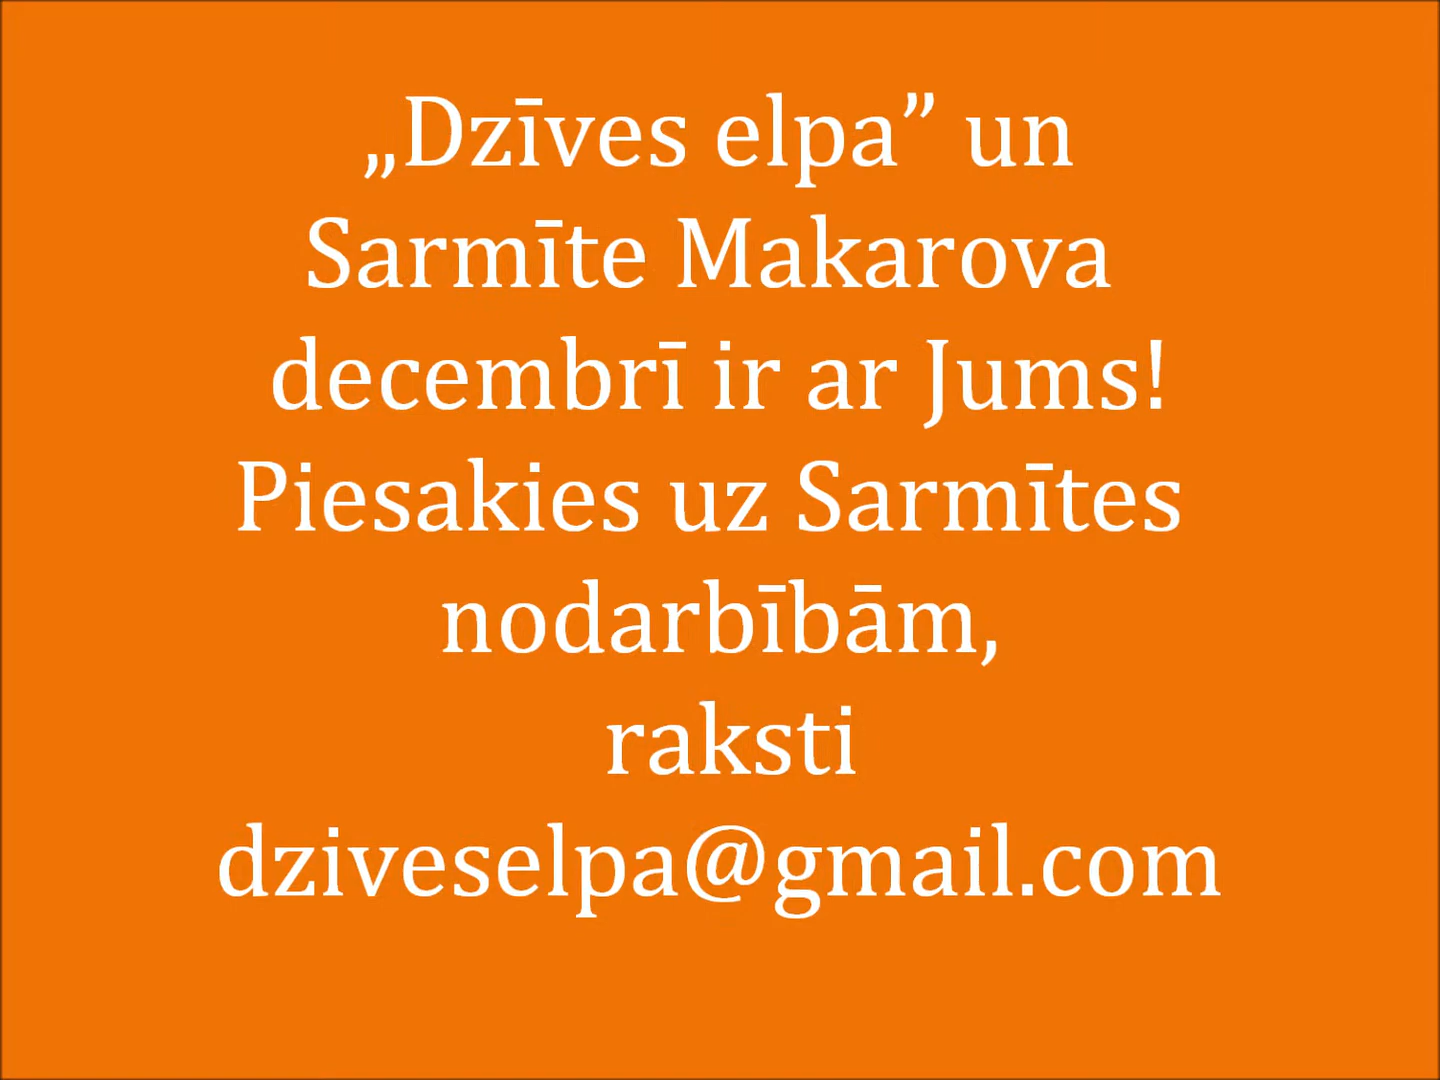 „Dzīves elpa” un
Sarmīte Makarova
decembrī ir ar Jums!
Piesakies uz Sarmītes
nodarbībām,
raksti
dziveselpa@gmail.com